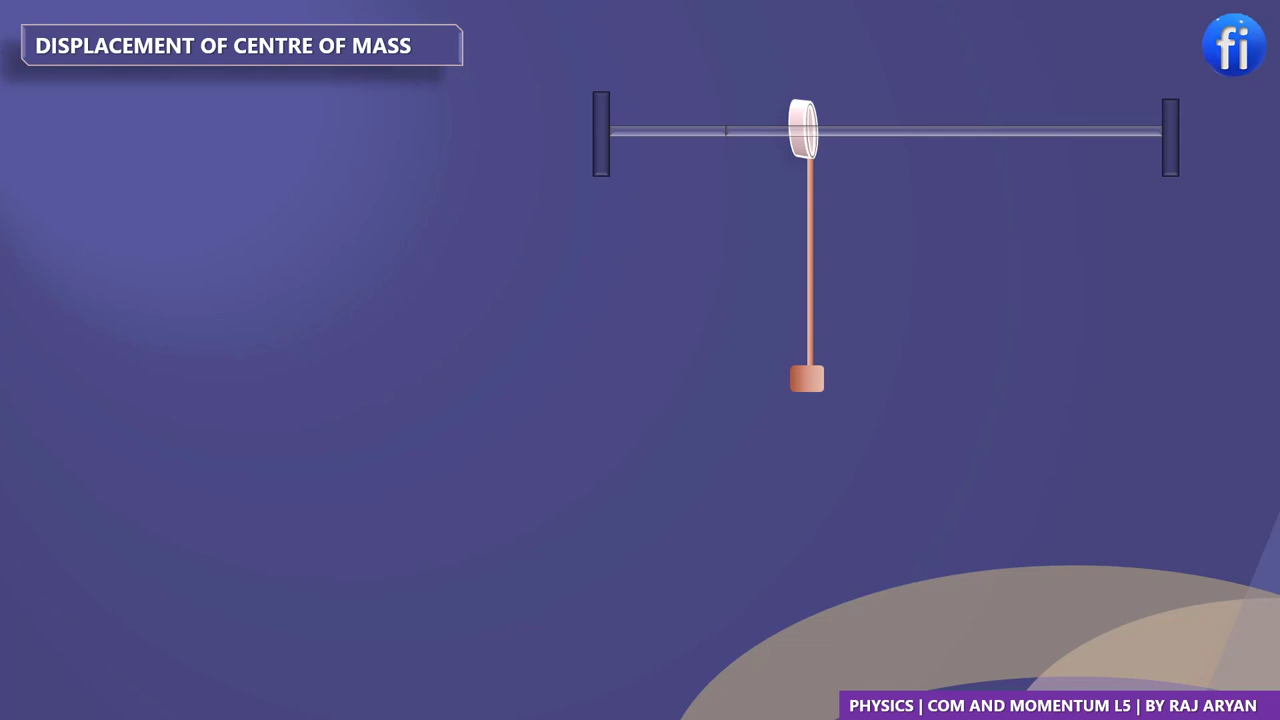 DISPLACEMENT OF CENTRE OF MASS
fi
PHYSICS | COM AND MOMENTUM L5 | BY RAJ ARYAN